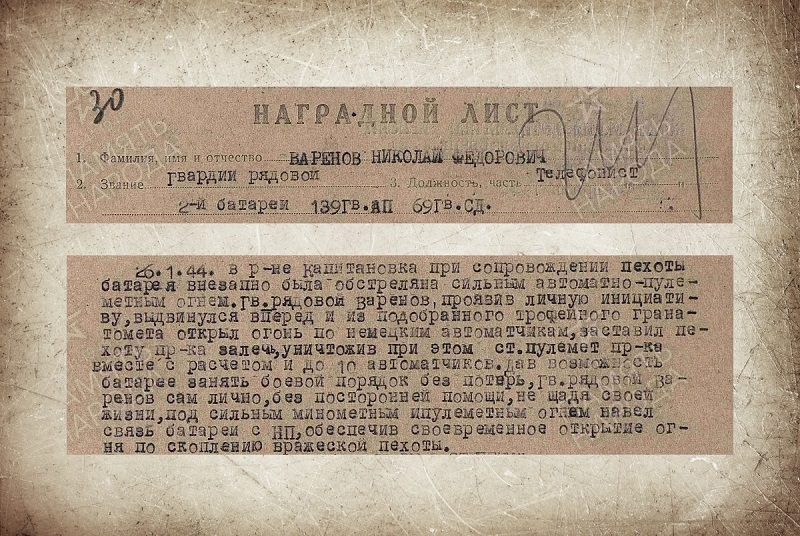 30
НАГРАДНОЙ ЛИСТ
1. Фамилия, имя и отчество ВАРЕНОВ НИКОЛАЙ ФЕДОРОВИЧ
2. Звание гвардии рядовой 3. Должность, часть Телефонист
2-й батареи 139гв.АП 69гв.СД.
26.1.44. в р-не Капитановка при сопровождении пехоты
батарея внезапно была обстреляна сильным автоматно-пуле-
метным огнем.гв.рядовой Варенов,проявив личную инициати-
ву,выдвинулся вперед и из подобранного трофейного грана-
томета открыл огонь по немецким автоматчикам,заставил пе-
хоту пр-ка залечь,уничтожив при этом ст.пулемет пр-ка
вместе с расчетом и до 10 автоматчиков.Дав возможность
батарее занять боевой порядок без потерь,гв.рядовой Ва-
ренов сам лично,без посторонней помощи,не щадя своей
жизни,под сильным минометным ипулеметным огнем навел
связь батареи с НП,обеспечив своевременное открытие ог-
ня по скоплению вражеской пехоты.
ПАМЯТЬ НАРОДА